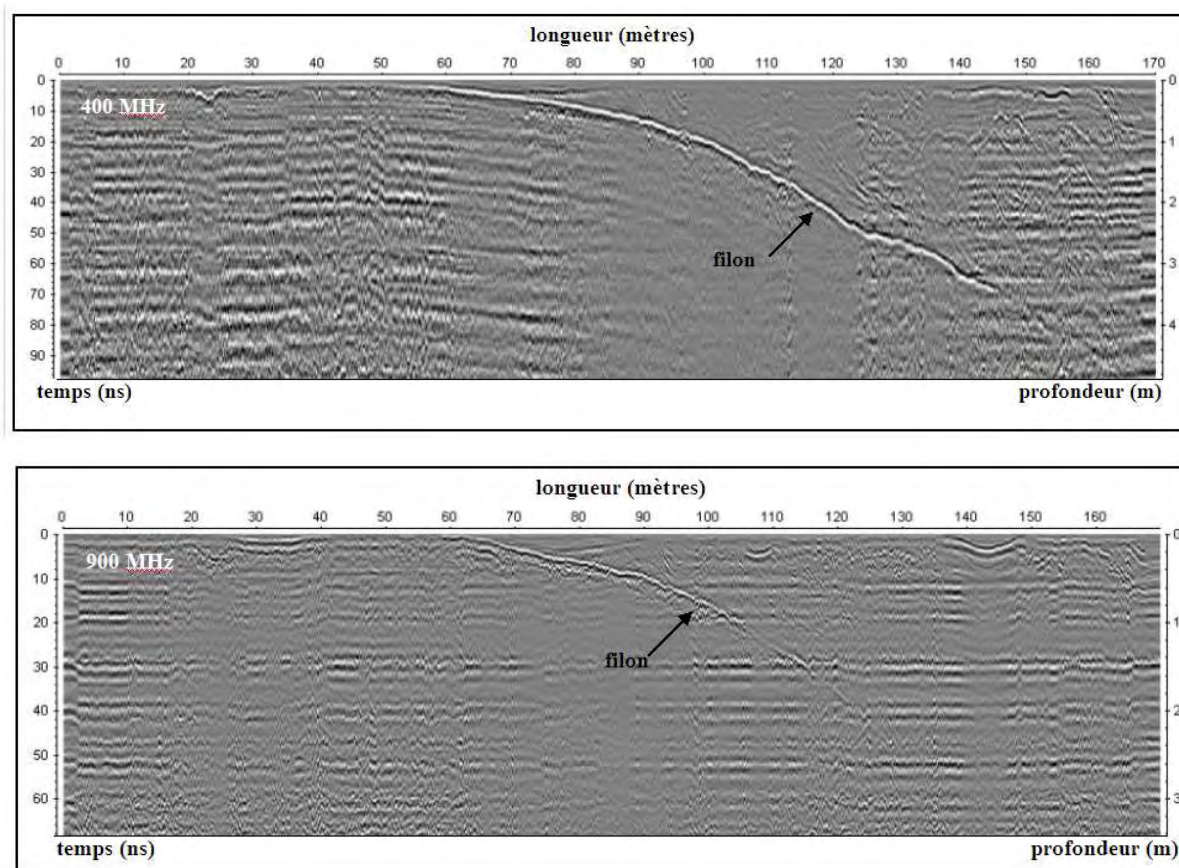 longueur (mètres)
0 10 20 30 40 50 60 70 80 90 100 110 120 130 140 150 160 170
400 MHz
0 10 20 30 40 50 60 70 80 90
0 1 2 3 4
filon
temps (ns) profondeur (m)
longueur (mètres)
0 10 20 30 40 50 60 70 80 90 100 110 120 130 140 150 160
900 MHz
0 10 20 30 40 50 60
0 1 2 3
filon
temps (ns) profondeur (m)